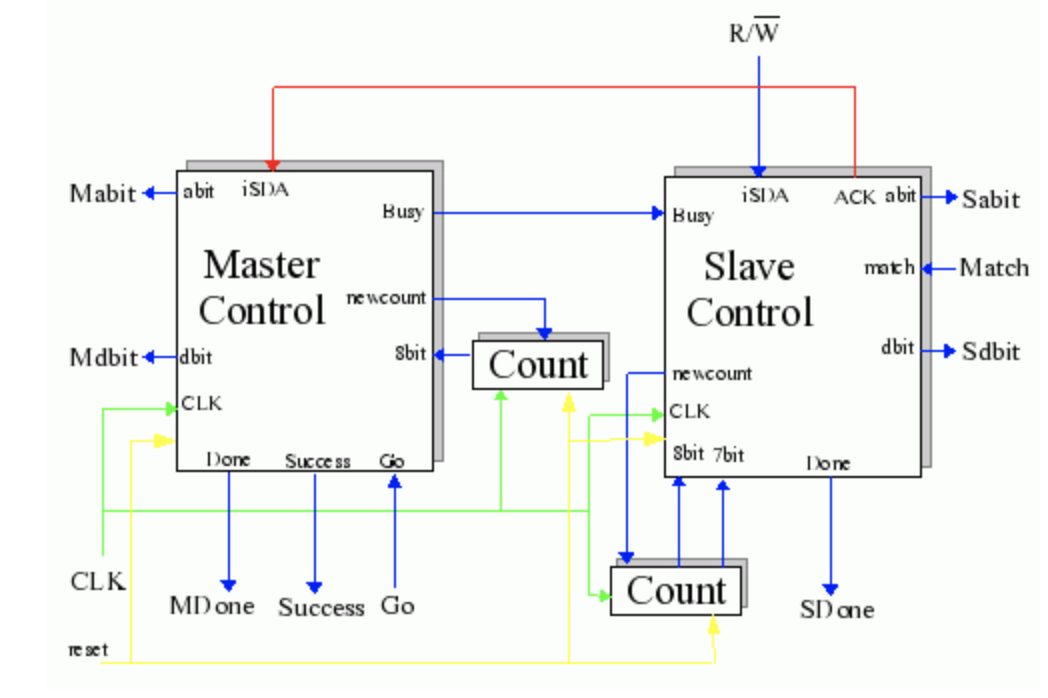 R/W̅
Mabit
abit
iSDA
Busy
Master
Control
newcount
8bit
Mdbit
dbit
CLK
Done
Success
Go
Count
iSDA
ACK
abit
Sabit
Busy
Slave
Control
match
Match
dbit
Sdbit
newcount
CLK
8bit
7bit
Done
Count
CLK
MDone
Success
Go
SDone
reset